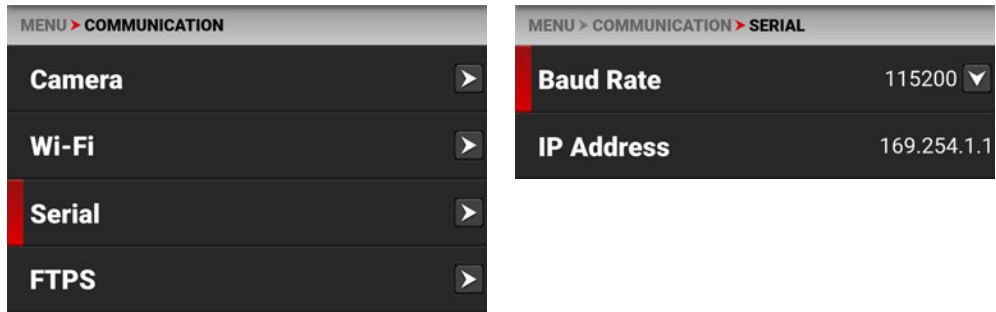 MENU > COMMUNICATION
Camera
Wi-Fi
Serial
FTPS
MENU > COMMUNICATION > SERIAL
Baud Rate 115200
IP Address 169.254.1.1